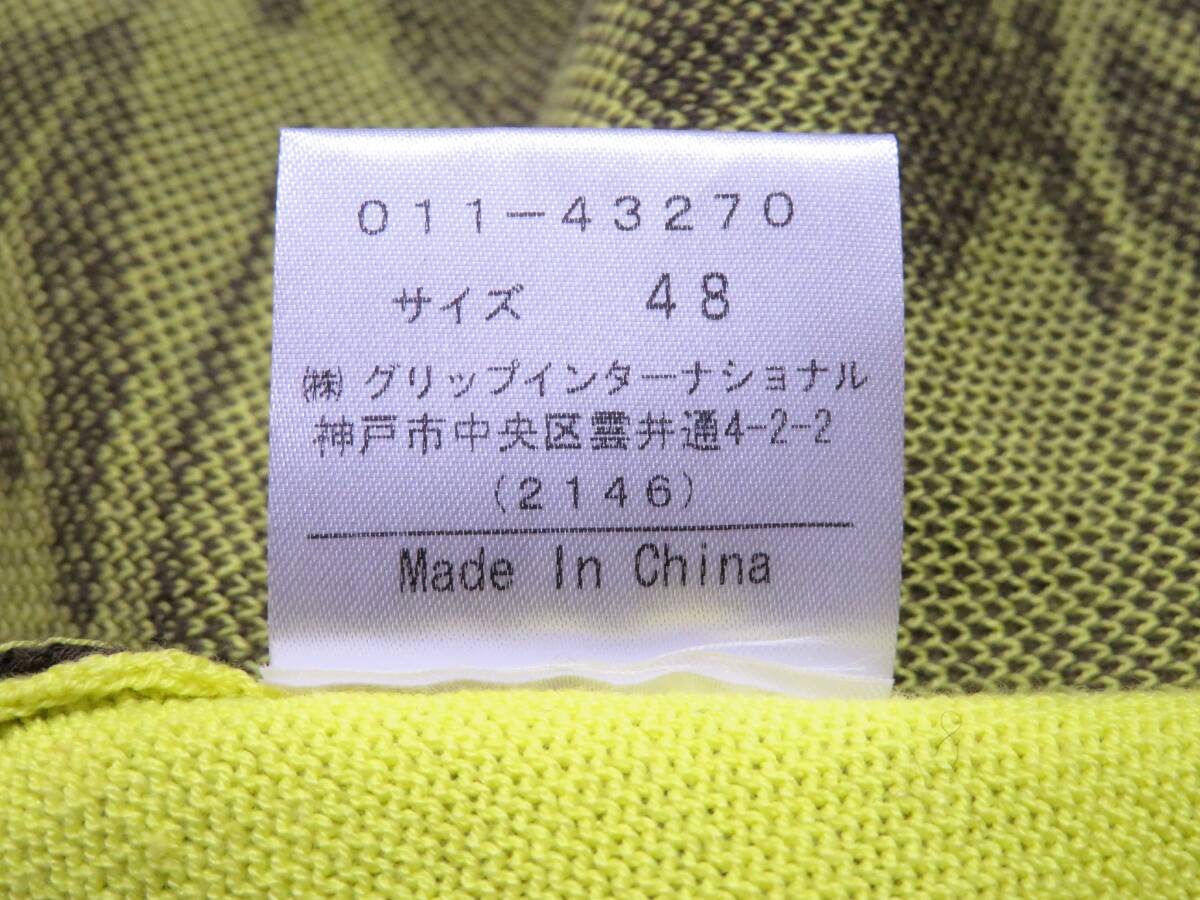 011-43270
サイズ 48
㈱グリップインターナショナル
神戸市中央区雲井通4-2-2
(2146)
Made In China